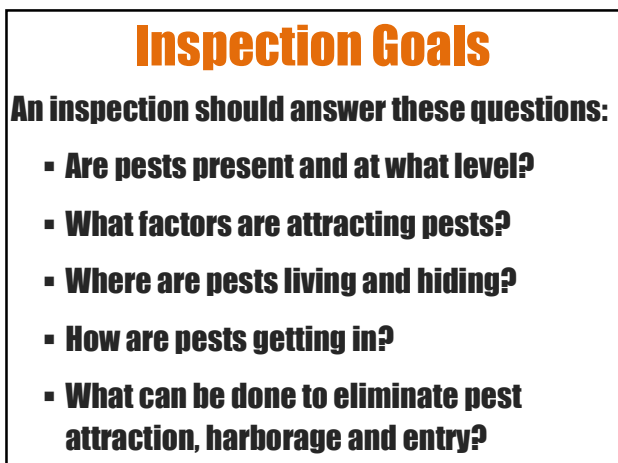 Inspection Goals
An inspection should answer these questions:
▪ Are pests present and at what level?
▪ What factors are attracting pests?
▪ Where are pests living and hiding?
▪ How are pests getting in?
▪ What can be done to eliminate pest
attraction, harborage and entry?